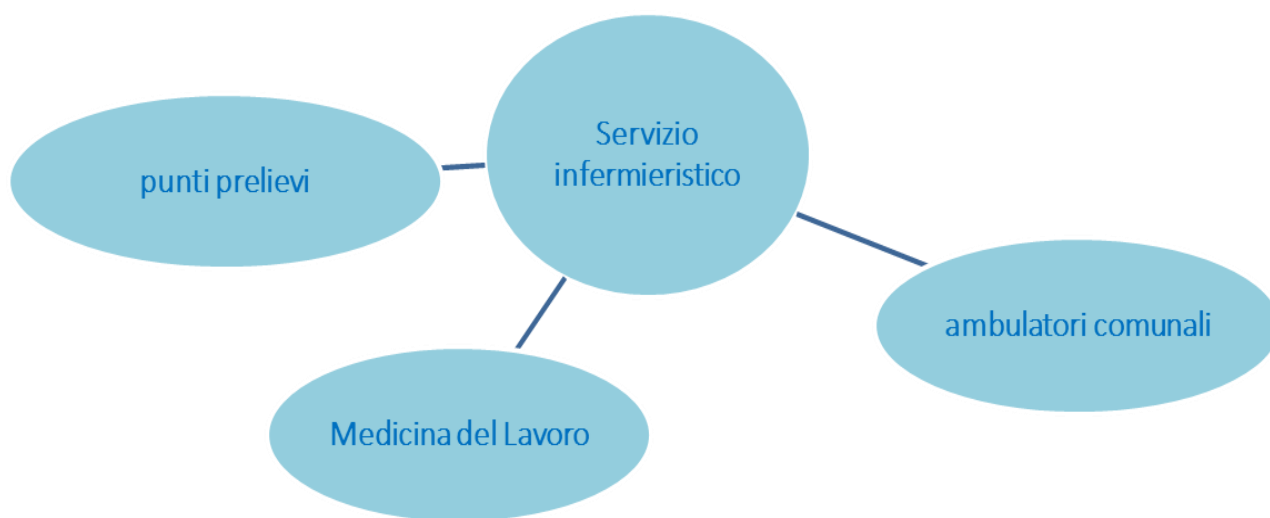 Servizio
infermieristico
punti prelievi
ambulatori comunali
Medicina del Lavoro